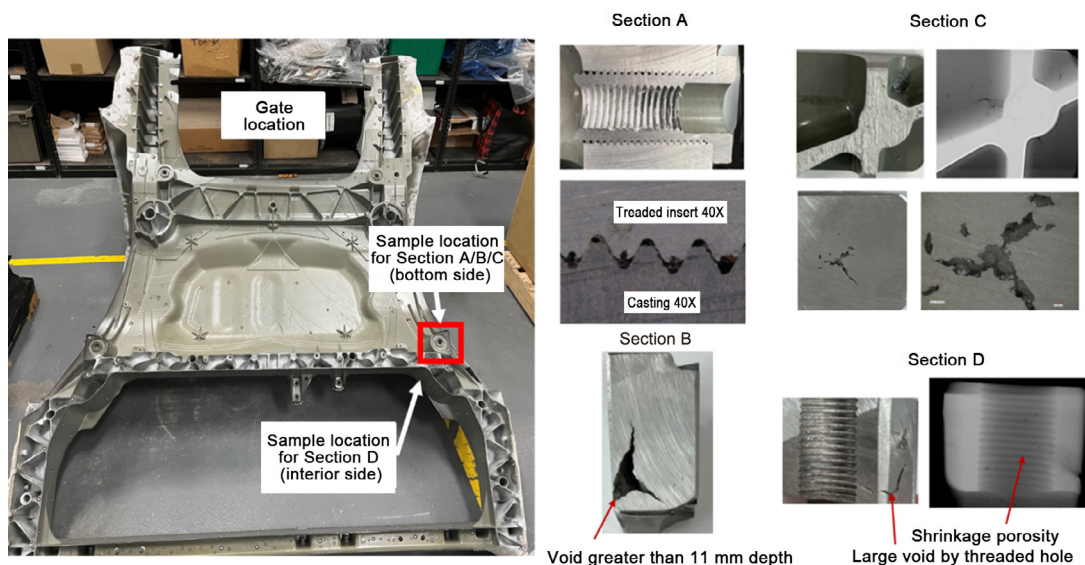 Section A
Section C
Gate
location
Sample location
for Section A/B/C
(bottom side)
Treaded insert 40X
Casting 40X
Section B
Section D
Sample location
for Section D
(interior side)
Void greater than 11 mm depth
Shrinkage porosity
Large void by threaded hole